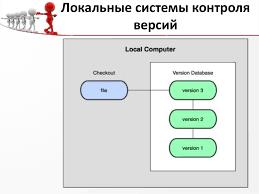 Локальные системы контроля
версий
Local Computer
Checkout
Version Database
file
version 3
version 2
version 1